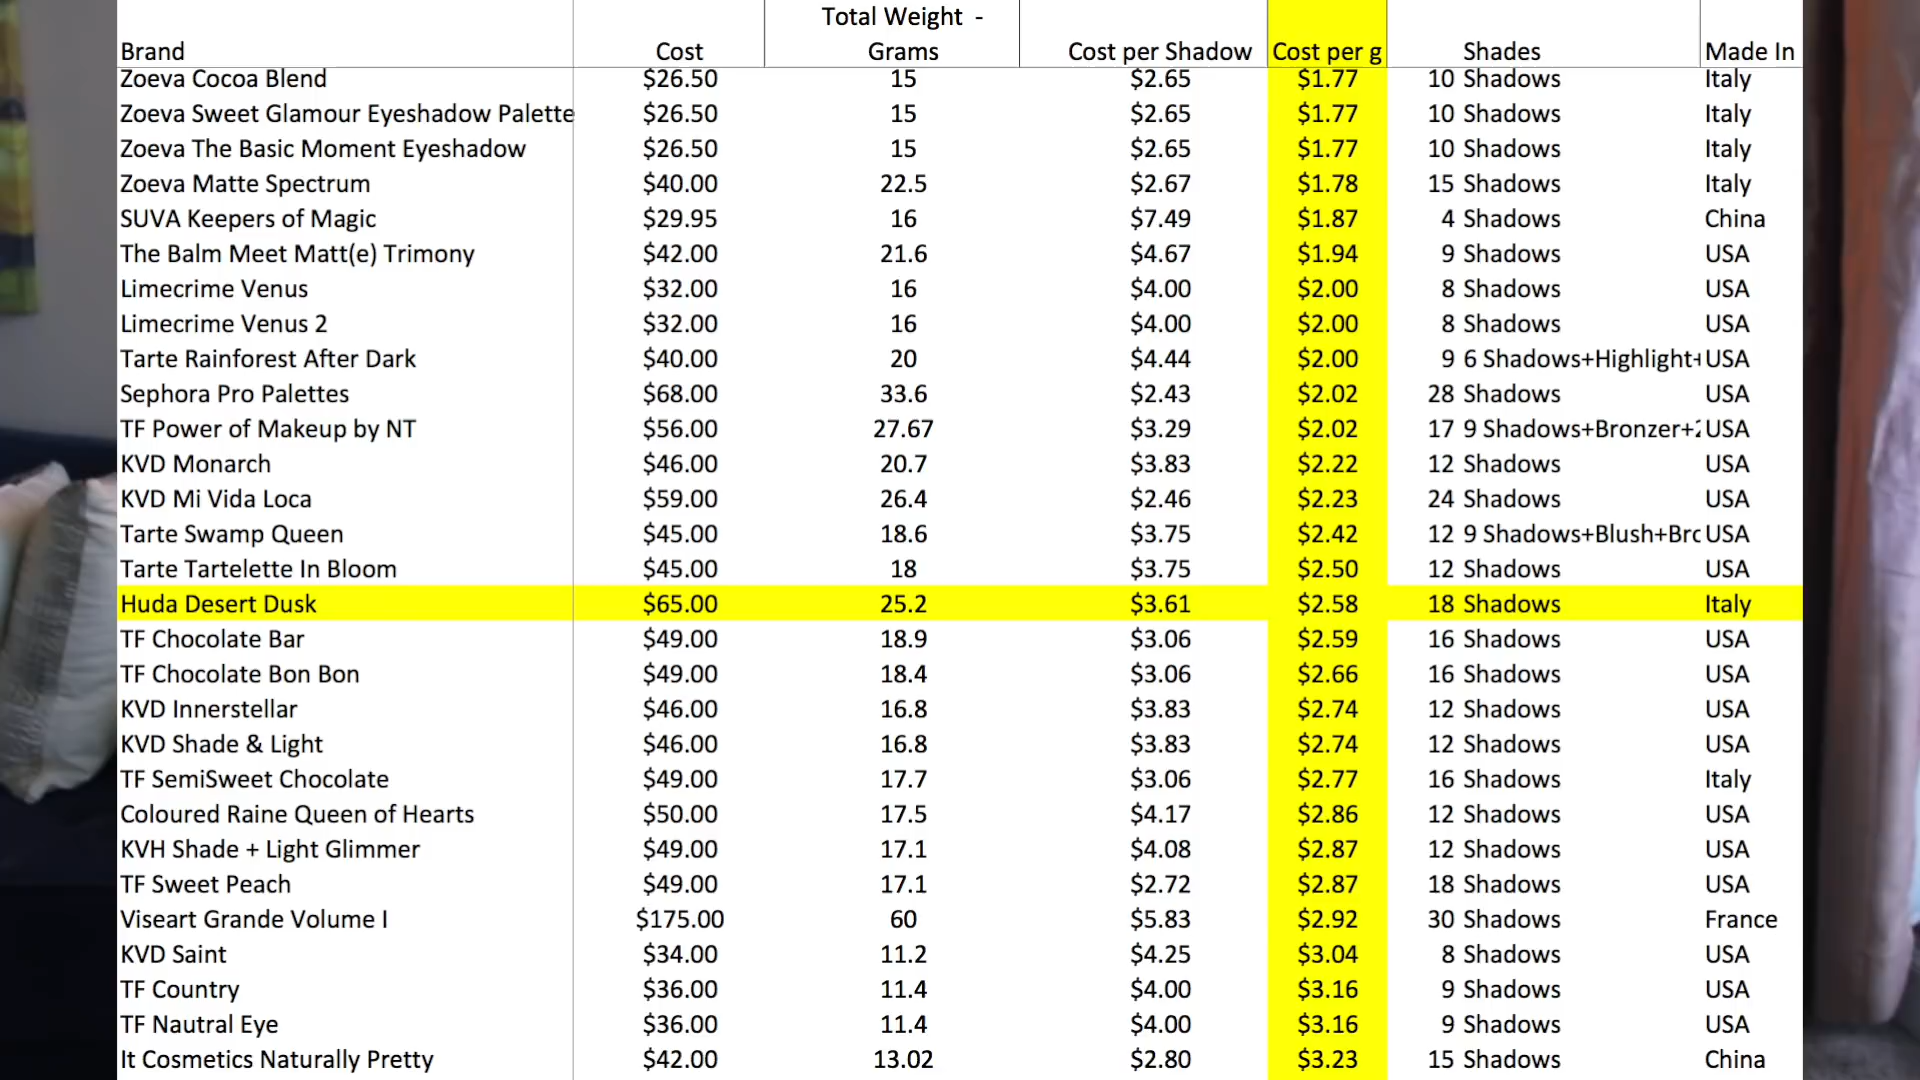 Total Weight -
Brand Cost Grams Cost per Shadow Cost per g Shades Made In
Zoeva Cocoa Blend $26.50 15 $2.65 $1.77 10 Shadows Italy
Zoeva Sweet Glamour Eyeshadow Palette $26.50 15 $2.65 $1.77 10 Shadows Italy
Zoeva The Basic Moment Eyeshadow $26.50 15 $2.65 $1.77 10 Shadows Italy
Zoeva Matte Spectrum $40.00 22.5 $2.67 $1.78 15 Shadows Italy
SUVA Keepers of Magic $29.95 16 $7.49 $1.87 4 Shadows China
The Balm Meet Matt(e) Trimony $42.00 21.6 $4.67 $1.94 9 Shadows USA
Limecrime Venus $32.00 16 $4.00 $2.00 8 Shadows USA
Limecrime Venus 2 $32.00 16 $4.00 $2.00 8 Shadows USA
Tarte Rainforest After Dark $40.00 20 $4.44 $2.00 9 6 Shadows+Highlight+ USA
Sephora Pro Palettes $68.00 33.6 $2.43 $2.02 28 Shadows USA
TF Power of Makeup by NT $56.00 27.67 $3.29 $2.02 17 9 Shadows+Bronzer+2 USA
KVD Monarch $46.00 20.7 $3.83 $2.22 12 Shadows USA
KVD Mi Vida Loca $59.00 26.4 $2.46 $2.23 24 Shadows USA
Tarte Swamp Queen $45.00 18.6 $3.75 $2.42 12 9 Shadows+Blush+Brc USA
Tarte Tartelette In Bloom $45.00 18 $3.75 $2.50 12 Shadows USA
Huda Desert Dusk $65.00 25.2 $3.61 $2.58 18 Shadows Italy
TF Chocolate Bar $49.00 18.9 $3.06 $2.59 16 Shadows USA
TF Chocolate Bon Bon $49.00 18.4 $3.06 $2.66 16 Shadows USA
KVD Innerstellar $46.00 16.8 $3.83 $2.74 12 Shadows USA
KVD Shade & Light $46.00 16.8 $3.83 $2.74 12 Shadows USA
TF SemiSweet Chocolate $49.00 17.7 $3.06 $2.77 16 Shadows Italy
Coloured Raine Queen of Hearts $50.00 17.5 $4.17 $2.86 12 Shadows USA
KVH Shade + Light Glimmer $49.00 17.1 $4.08 $2.87 12 Shadows USA
TF Sweet Peach $49.00 17.1 $2.72 $2.87 18 Shadows USA
Viseart Grande Volume I $175.00 60 $5.83 $2.92 30 Shadows France
KVD Saint $34.00 11.2 $4.25 $3.04 8 Shadows USA
TF Country $36.00 11.4 $4.00 $3.16 9 Shadows USA
TF Nautral Eye $36.00 11.4 $4.00 $3.16 9 Shadows USA
It Cosmetics Naturally Pretty $42.00 13.02 $2.80 $3.23 15 Shadows China